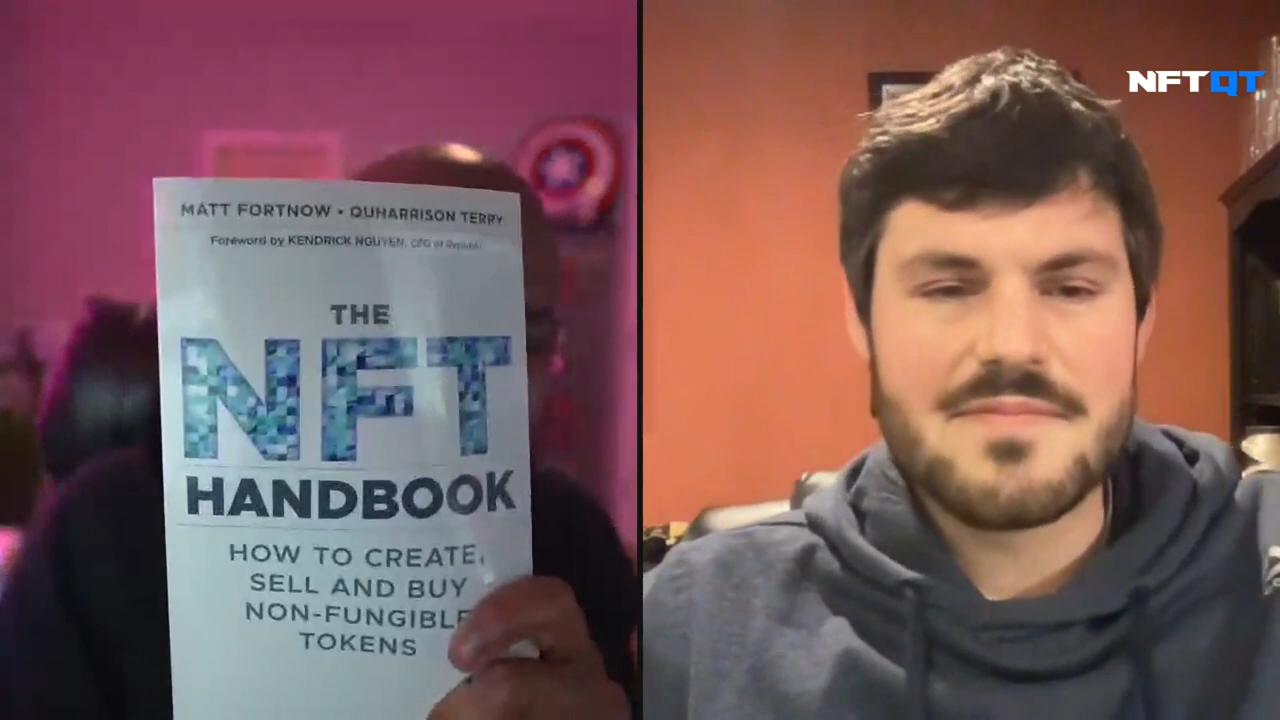 MATT FORTNOW • QUHARRISON TERRY
Foreword by KENDRICK NGUYEN, CEO of Republic
THE
NFT
HANDBOOK
HOW TO CREATE,
SELL AND BUY
NON-FUNGIBLE
TOKENS
NFTQT